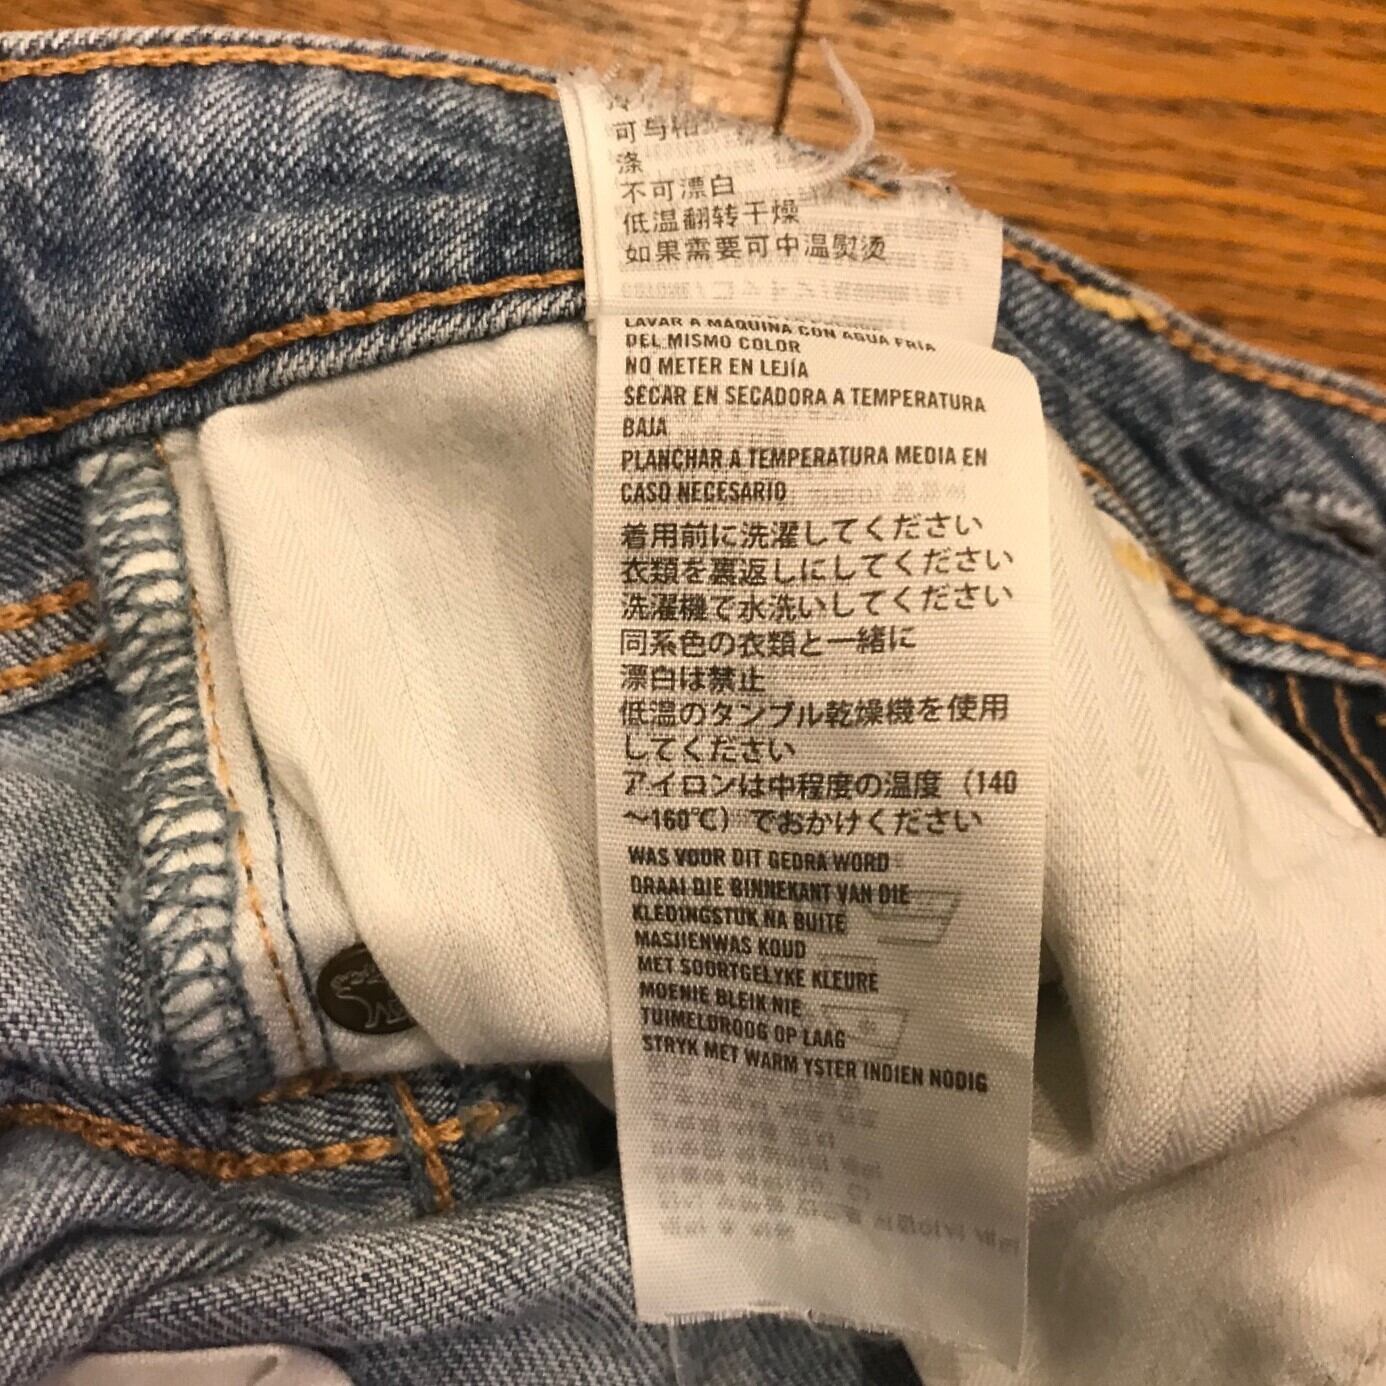 可与
涤
不可漂白
低温翻转干燥
如果需要可中温熨烫
LAVAR A MÁQUINA CON AGUA FRÍA
DEL MISMO COLOR
NO METER EN LEJÍA
SECAR EN SECADORA A TEMPERATURA
BAJA
PLANCHAR A TEMPERATURA MEDIA EN
CASO NECESARIO
着用前に洗濯してください
衣類を裏返しにしてください
洗濯機で水洗いしてください
同系色の衣類と一緒に
漂白は禁止
低温のタンブル乾燥機を使用
してください
アイロンは中程度の温度（140
～160℃）でおかけください
WAS VOOR DIT GEDRA WORD
DRAAI DIE BINNEKANT VAN DIE
KLEDINGSTUK NA BUITE
MASJIENWAS KOUD
MET SOORTGELYKE KLEURE
MOENIE BLEIK NIE
TUIMELDROOG OP LAAG
STRYK MET WARM YSTER INDIEN NODIG